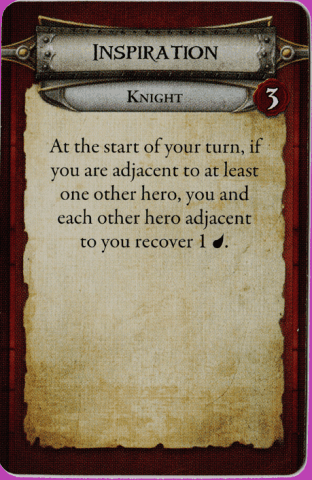 INSPIRATION
KNIGHT
3
At the start of your turn, if
you are adjacent to at least
one other hero, you and
each other hero adjacent
to you recover 1 .